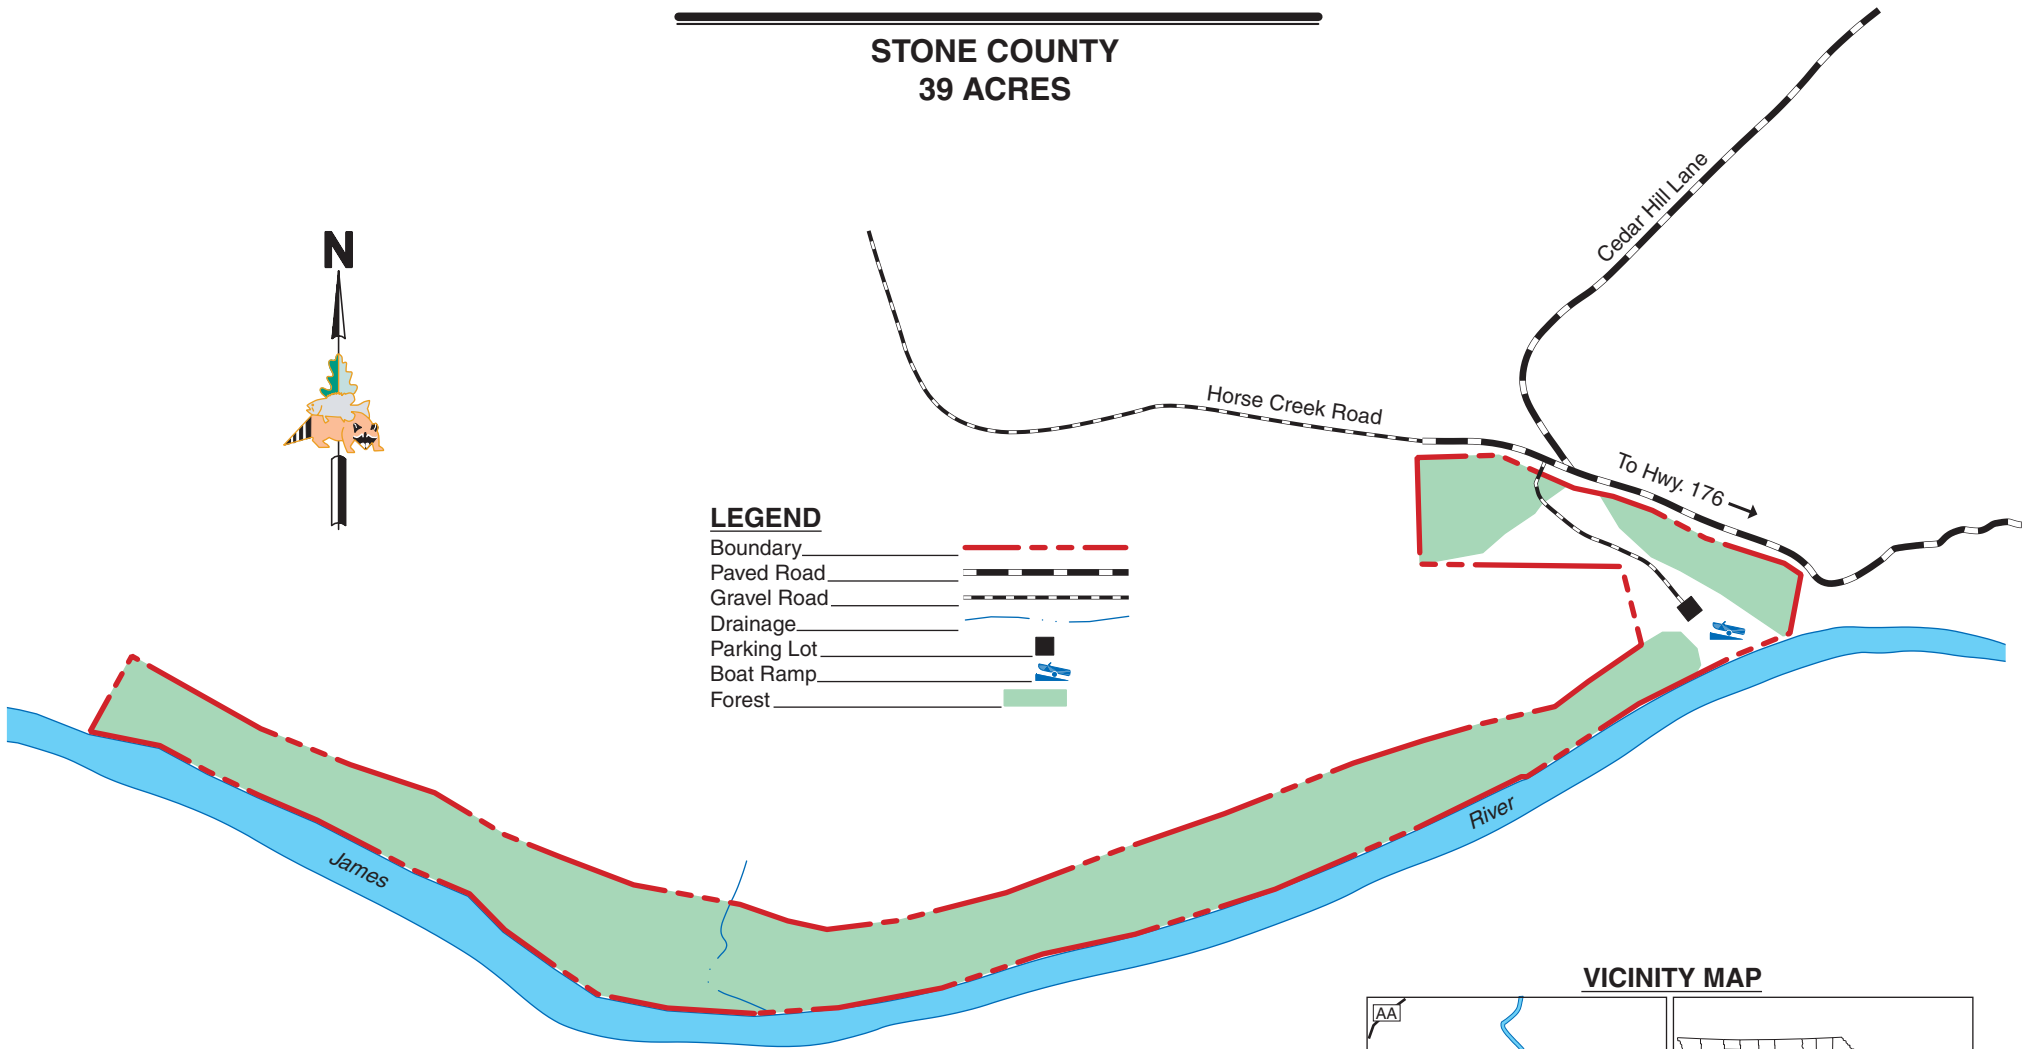 STONE COUNTY
39 ACRES
Cedar Hill Lane
N
Horse Creek Road
To Hwy. 176
LEGEND
Boundary
Paved Road
Gravel Road
Drainage
Parking Lot
Boat Ramp
Forest
River
James
VICINITY MAP
AA